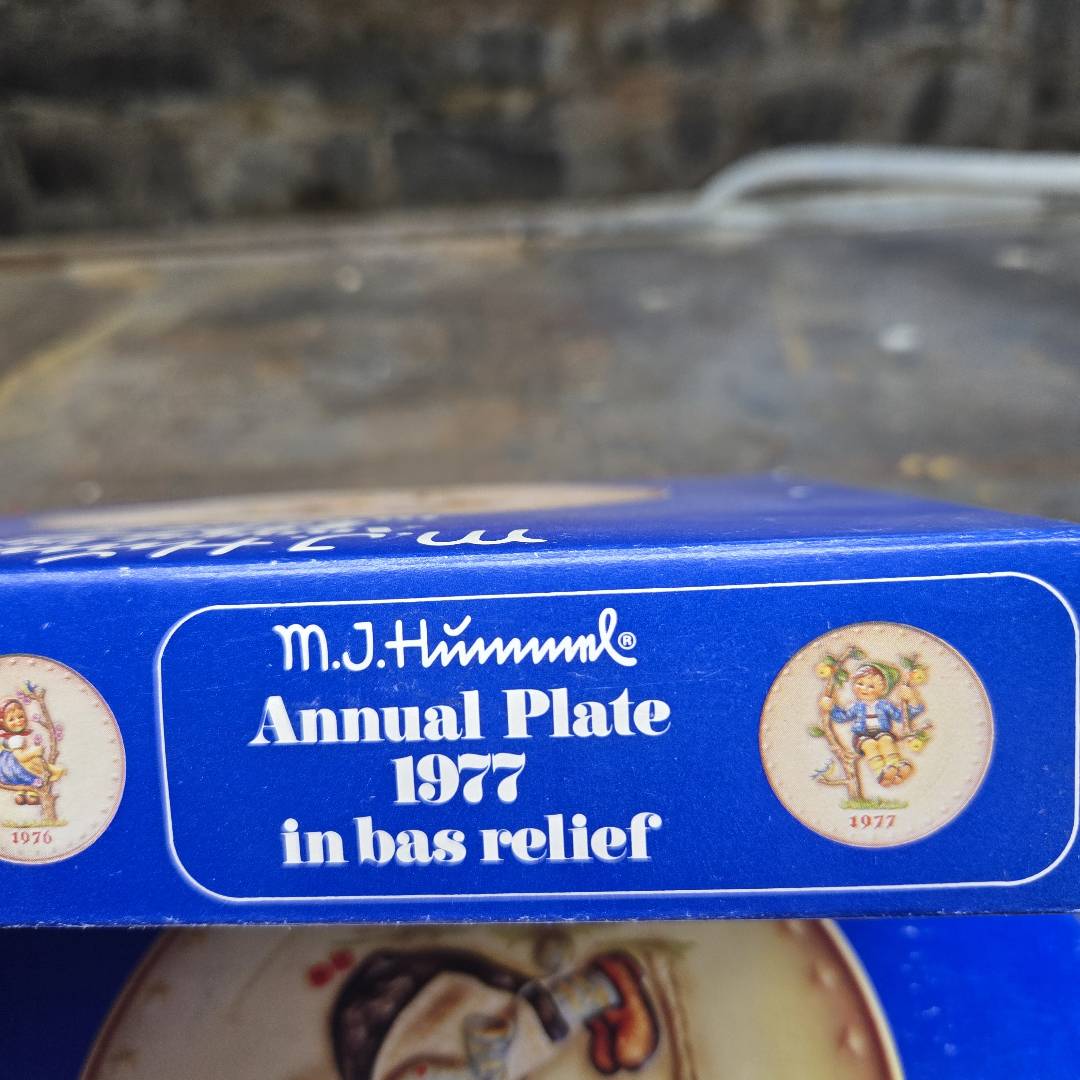 M.J.Hummel®
Annual Plate
1977
in bas relief
1976
1977